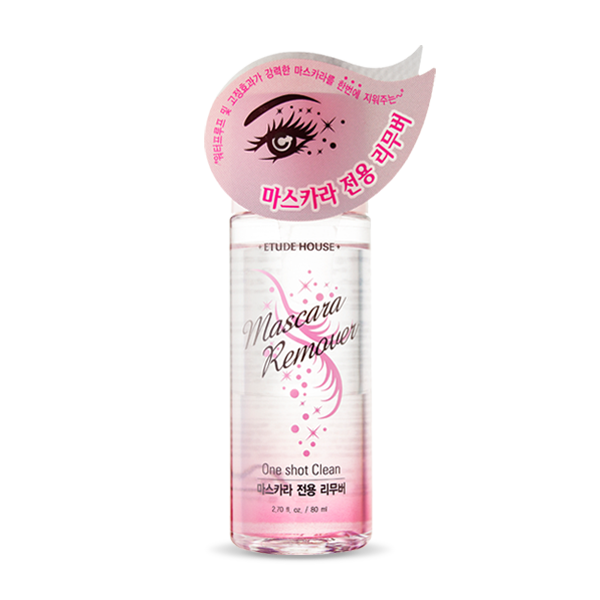 "워터프루프 및 고정효과가 강력한 마스카라를 한번에 지워주는~"
마스카라 전용 리무버
• ETUDE HOUSE •
Mascara
Remover
One shot Clean
마스카라 전용 리무버
2.70 fl. oz. / 80 ml